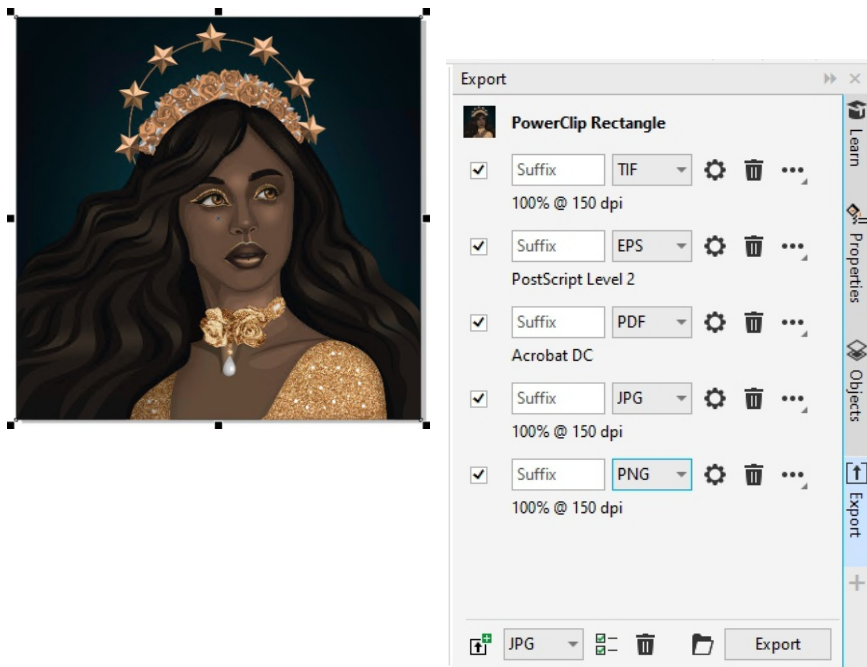 Export
PowerClip Rectangle
Suffix TIF
100% @ 150 dpi
Suffix EPS
PostScript Level 2
Suffix PDF
Acrobat DC
Suffix JPG
100% @ 150 dpi
Suffix PNG
100% @ 150 dpi
JPG Export
Learn
Properties
Objects
Export